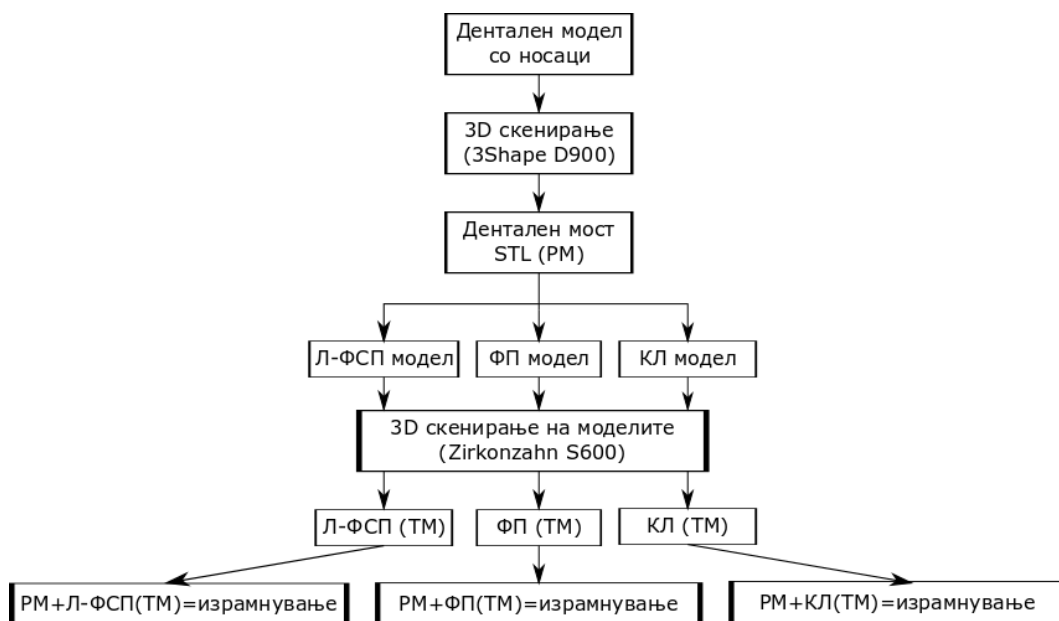 Дентален модел
со носаци
3D скенирање
(3Shape D900)
Дентален мост
STL (РМ)
Л-ФСП модел
ФП модел
КЛ модел
3D скенирање на моделите
(Zirkonzahn S600)
Л-ФСП (ТМ)
ФП (ТМ)
КЛ (ТМ)
РМ+Л-ФСП(ТМ)=израмнување
РМ+ФП(ТМ)=израмнување
РМ+КЛ(ТМ)=израмнување